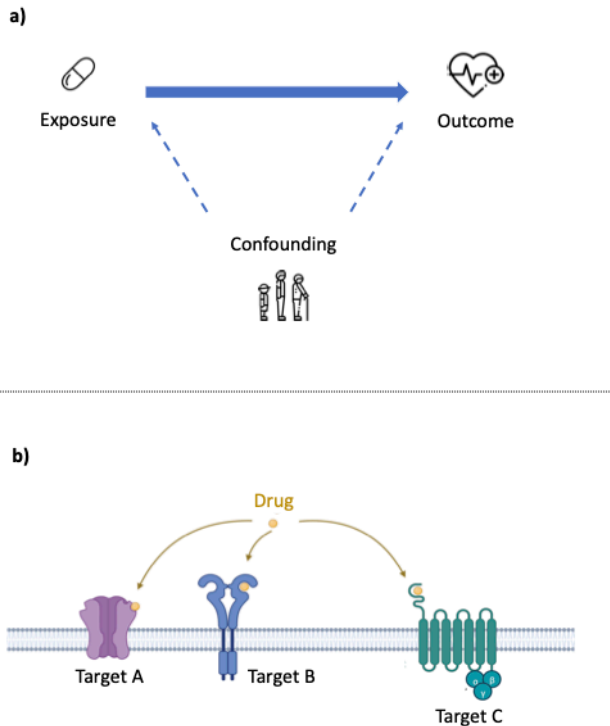 a)
Exposure
Outcome
Confounding
b)
Drug
Target A
Target B
α β
γ
Target C